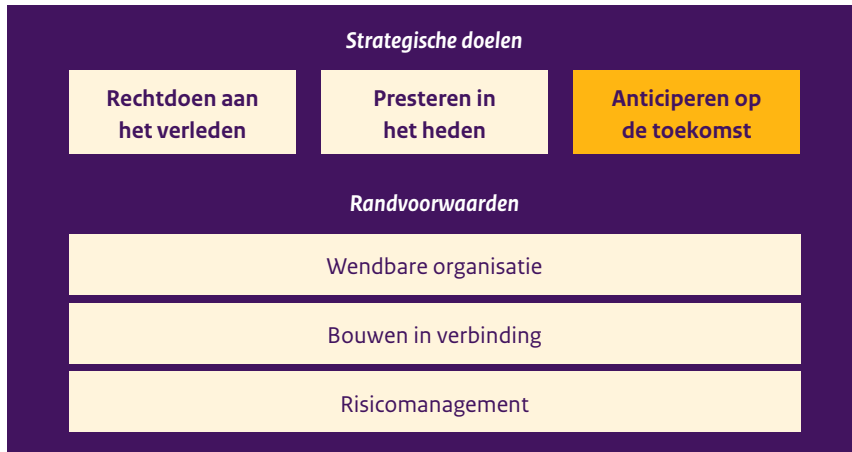 Strategische doelen
Rechtdoen aan
het verleden
Presteren in
het heden
Anticiperen op
de toekomst
Randvoorwaarden
Wendbare organisatie
Bouwen in verbinding
Risicomanagement